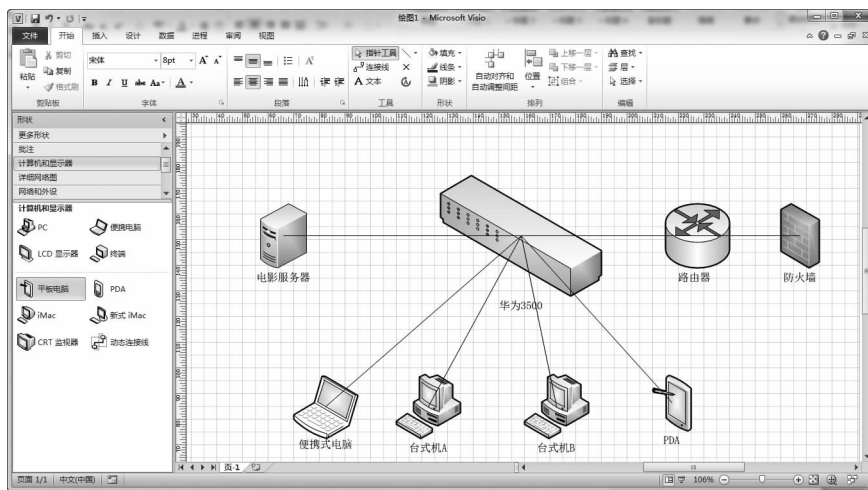 绘图1 - Microsoft Visio
文件 开始 插入 设计 数据 进程 审阅 视图
粘贴
剪切
复制
格式刷
剪贴板
宋体 8pt A A
B I U abc Aa A
字体
段落
指针工具
连接线
A 文本
工具
填充
线条
阴影
形状
自动对齐和
自动调整间距
位置
上移一层
下移一层
组合
排列
查找
层
选择
编辑
形状
更多形状
批注
计算机和显示器
详细网络图
网络和外设
计算机和显示器
PC 便携电脑
LCD 显示器 终端
平板电脑 PDA
iMac 新式 iMac
CRT 监视器 动态连接线
电影服务器
华为3500
路由器
防火墙
便携式电脑
台式机A
台式机B
PDA
页-1
页面 1/1 中文(中国)
106%